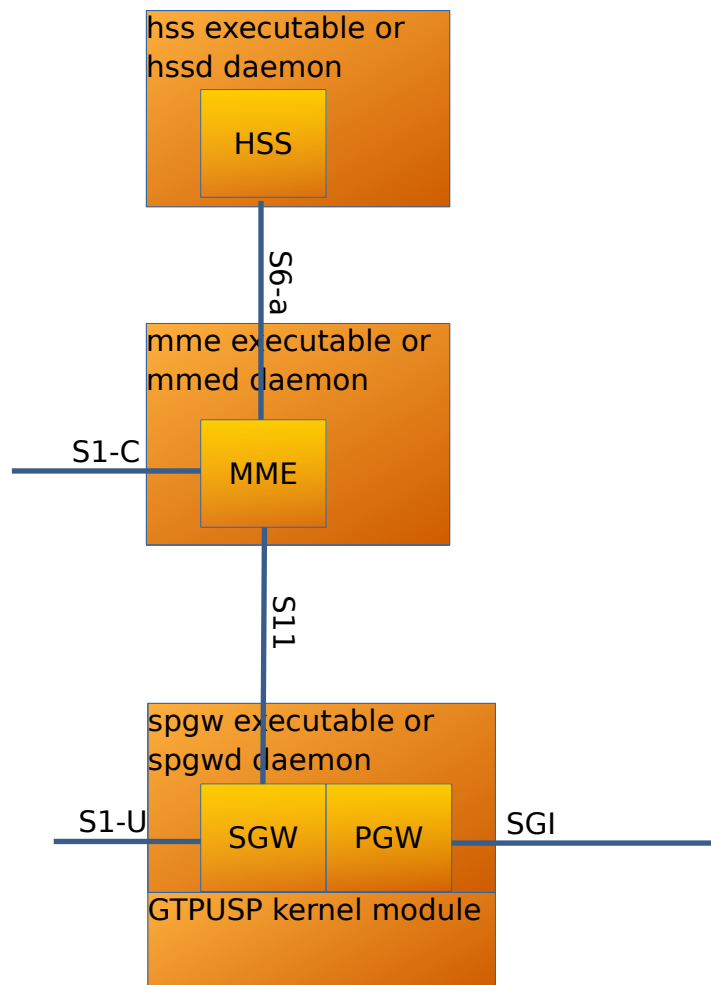 hss executable or
hssd daemon
HSS
S6-a
mme executable or
mmed daemon
S1-C
MME
S11
spgw executable or
spgwd daemon
S1-U
SGW
PGW
SGI
GTPUSP kernel module